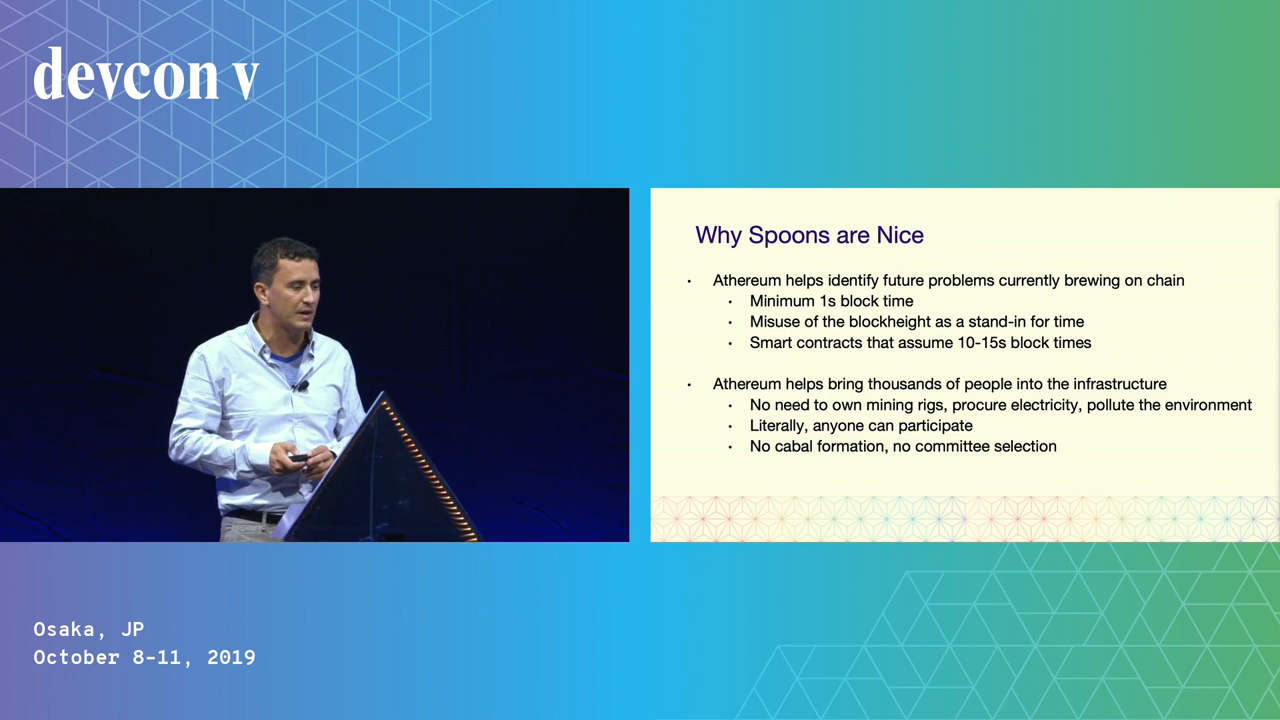 devcon v
Why Spoons are Nice
• Athereum helps identify future problems currently brewing on chain
• Minimum 1s block time
• Misuse of the blockheight as a stand-in for time
• Smart contracts that assume 10-15s block times
• Athereum helps bring thousands of people into the infrastructure
• No need to own mining rigs, procure electricity, pollute the environment
• Literally, anyone can participate
• No cabal formation, no committee selection
Osaka, JP
October 8-11, 2019